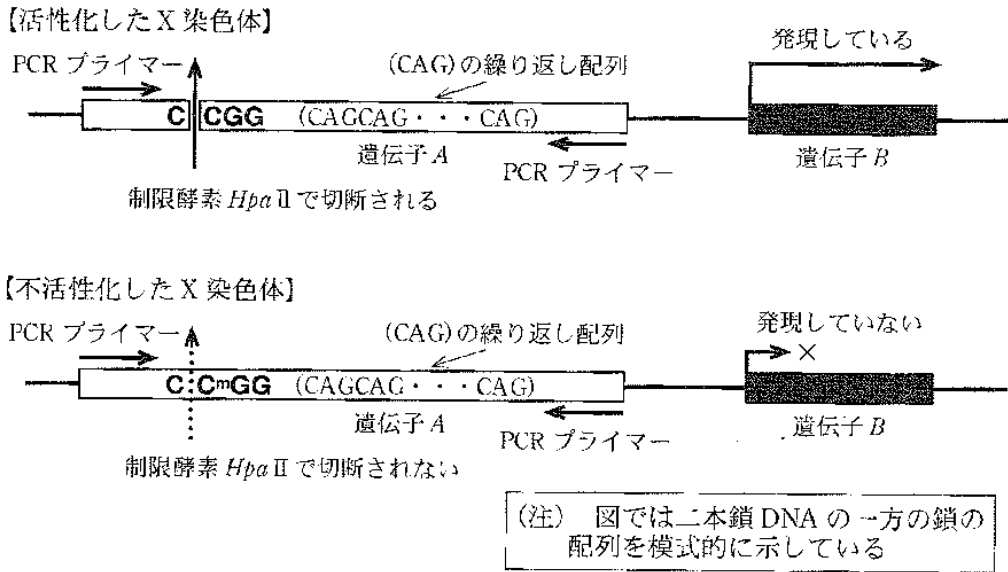 【活性化したX染色体】
発現している
PCR プライマー
(CAG)の繰り返し配列
C CGG (CAGCAG・・・CAG)
遺伝子 A
PCR プライマー
遺伝子 B
制限酵素 HpaⅡで切断される
【不活性化したX染色体】
PCR プライマー
(CAG)の繰り返し配列
発現していない
×
C CmGG (CAGCAG・・・CAG)
遺伝子 A
PCR プライマー
遺伝子 B
制限酵素 HpaⅡで切断されない
(注) 図では二本鎖 DNA の一方の鎖の
配列を模式的に示している